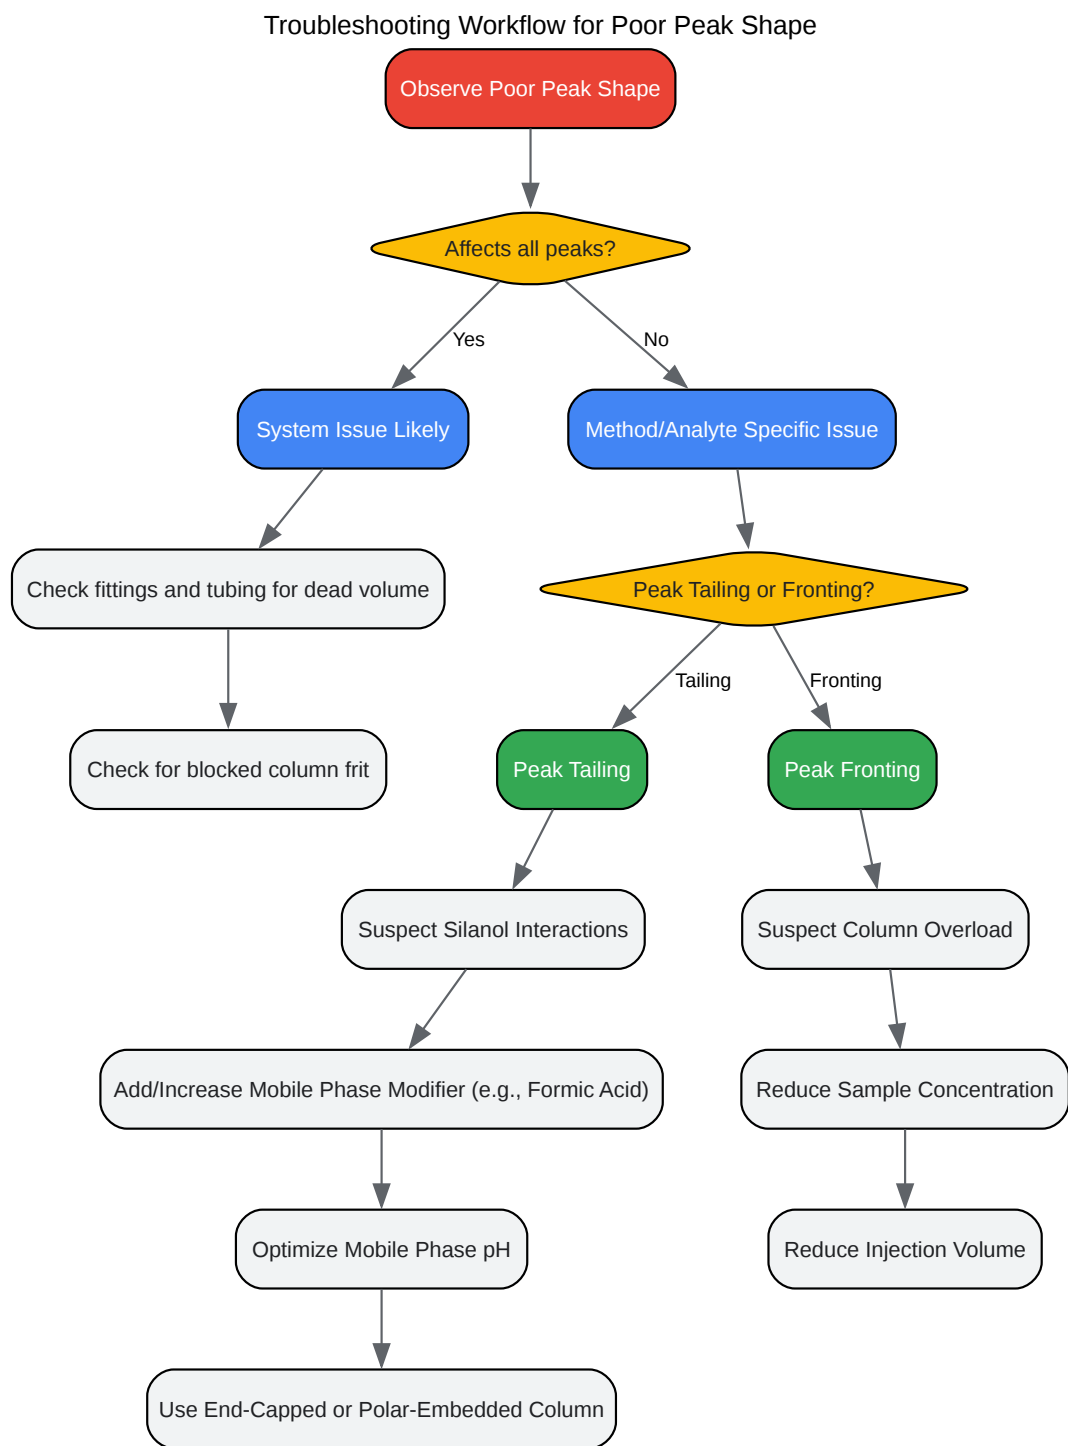 Troubleshooting Workflow for Poor Peak Shape
Observe Poor Peak Shape
Affects all peaks?
Yes
No
System Issue Likely
Method/Analyte Specific Issue
Check fittings and tubing for dead volume
Peak Tailing or Fronting?
Tailing
Fronting
Check for blocked column frit
Peak Tailing
Peak Fronting
Suspect Silanol Interactions
Suspect Column Overload
Add/Increase Mobile Phase Modifier (e.g., Formic Acid)
Reduce Sample Concentration
Optimize Mobile Phase pH
Reduce Injection Volume
Use End-Capped or Polar-Embedded Column